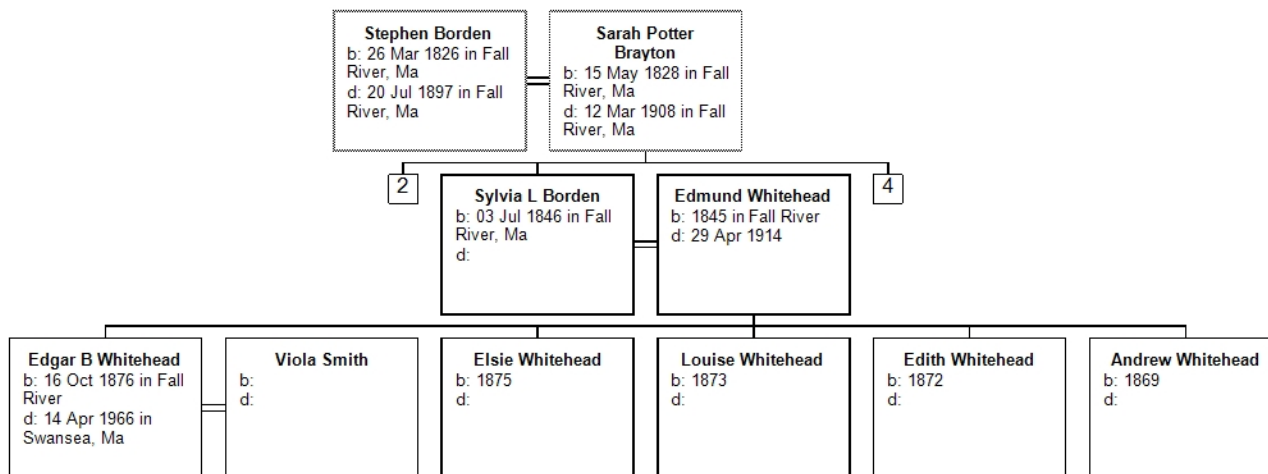 Stephen Borden
b: 26 Mar 1826 in Fall
River, Ma
d: 20 Jul 1897 in Fall
River, Ma
Sarah Potter
Brayton
b: 15 May 1828 in Fall
River, Ma
d: 12 Mar 1908 in Fall
River, Ma
2
Sylvia L Borden
b: 03 Jul 1846 in Fall
River, Ma
d:
Edmund Whitehead
b: 1845 in Fall River
d: 29 Apr 1914
4
Edgar B Whitehead
b: 16 Oct 1876 in Fall
River
d: 14 Apr 1966 in
Swansea, Ma
Viola Smith
b:
d:
Elsie Whitehead
b: 1875
d:
Louise Whitehead
b: 1873
d:
Edith Whitehead
b: 1872
d:
Andrew Whitehead
b: 1869
d: